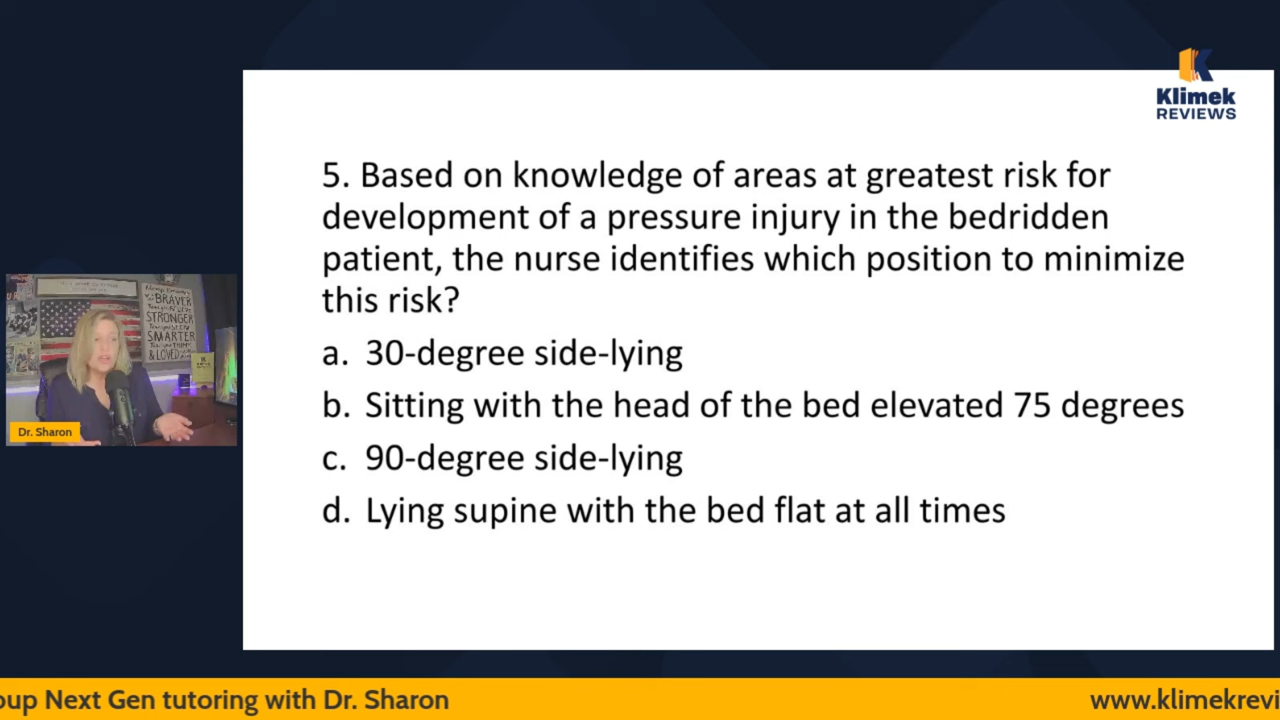 Klimek
REVIEWS
5. Based on knowledge of areas at greatest risk for
development of a pressure injury in the bedridden
patient, the nurse identifies which position to minimize
this risk?
a. 30-degree side-lying
b. Sitting with the head of the bed elevated 75 degrees
c. 90-degree side-lying
d. Lying supine with the bed flat at all times
BRAVER
STRONGER
SMARTER
& LOVED
Dr. Sharon
oup Next Gen tutoring with Dr. Sharon
www.klimekrevi